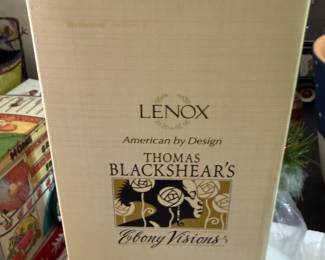 LENOX
American by Design
THOMAS
BLACKSHEAR'S
Ebony Visions